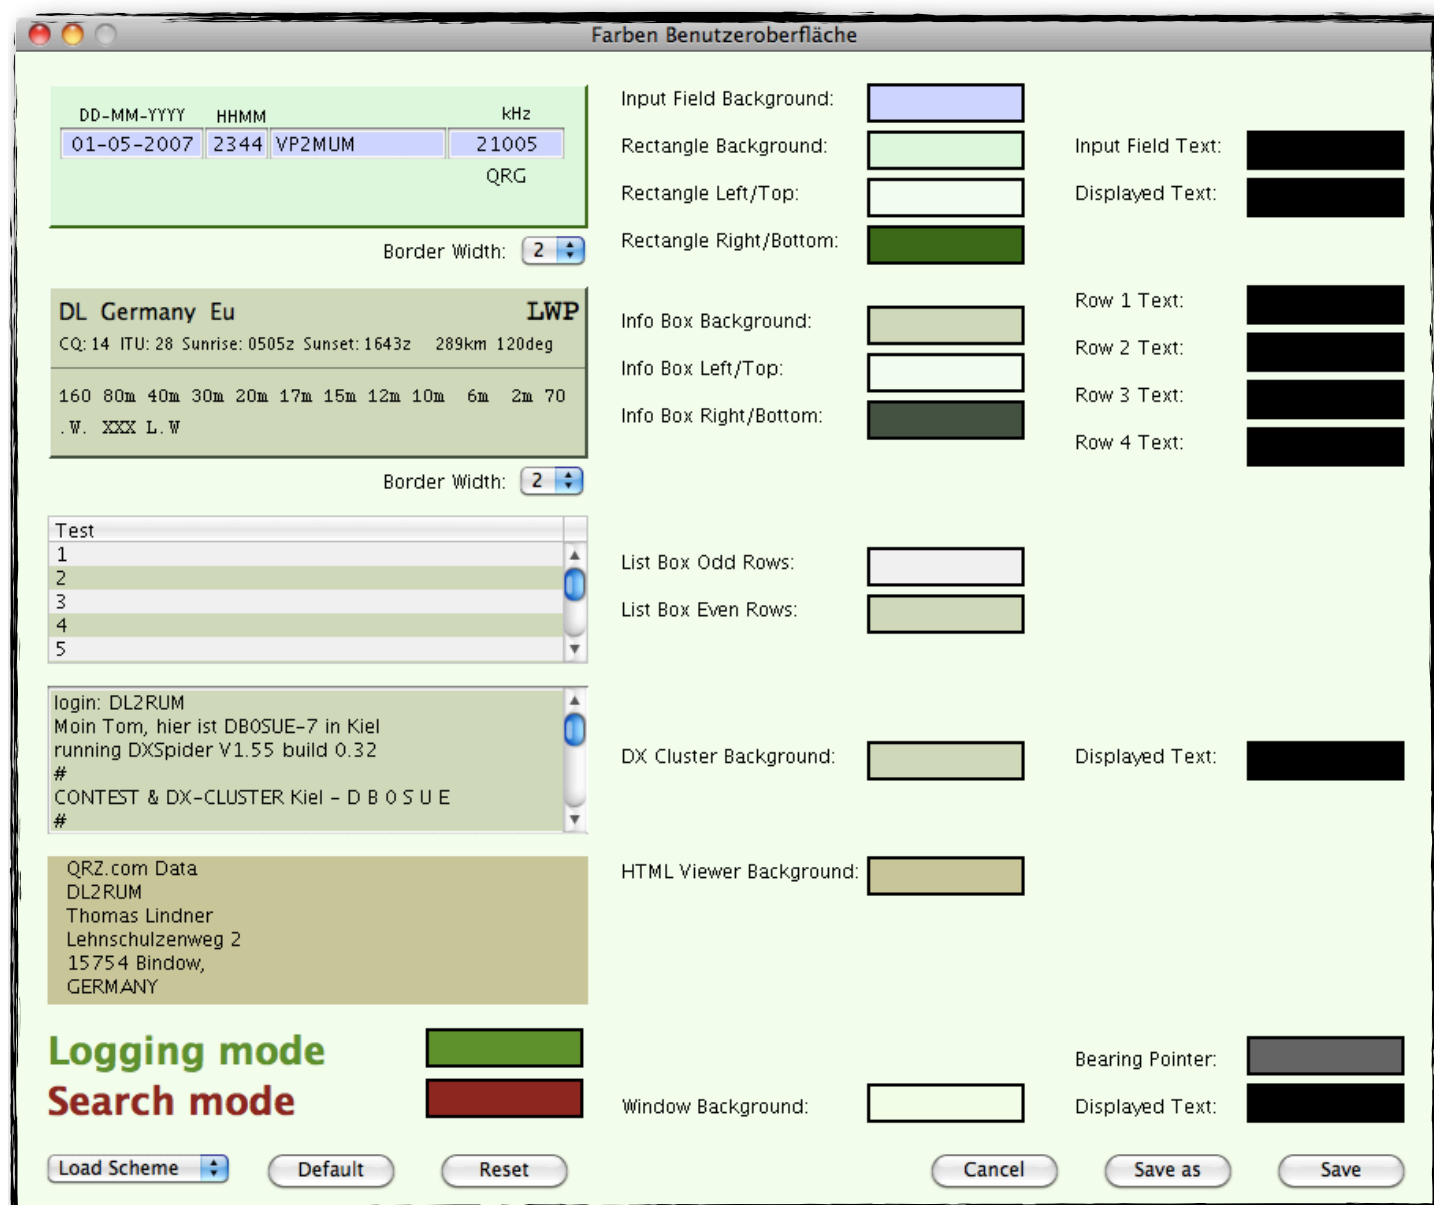 Farben Benutzeroberfläche
DD-MM-YYYY HHMM kHz
01-05-2007 2344 VP2MUM 21005
QRG
Border Width: 2
Input Field Background:
Rectangle Background:
Rectangle Left/Top:
Rectangle Right/Bottom:
Input Field Text:
Displayed Text:
DL Germany Eu LWP
CQ: 14 ITU: 28 Sunrise: 0505z Sunset: 1643z 289km 120deg
160 80m 40m 30m 20m 17m 15m 12m 10m 6m 2m 70
.W. XXX L.W
Border Width: 2
Info Box Background:
Info Box Left/Top:
Info Box Right/Bottom:
Row 1 Text:
Row 2 Text:
Row 3 Text:
Row 4 Text:
Test
1
2
3
4
5
List Box Odd Rows:
List Box Even Rows:
login: DL2RUM
Moin Tom, hier ist DB0SUE-7 in Kiel
running DXSpider V1.55 build 0.32
#
CONTEST & DX-CLUSTER Kiel - D B 0 S U E
#
DX Cluster Background:
Displayed Text:
QRZ.com Data
DL2RUM
Thomas Lindner
Lehnschulzenweg 2
15754 Bindow,
GERMANY
HTML Viewer Background:
Logging mode
Search mode
Window Background:
Bearing Pointer:
Displayed Text:
Load Scheme Default Reset Cancel Save as Save